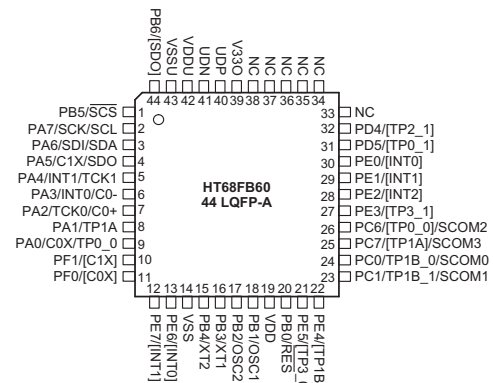 PB6/[SDO]
VSSU
VDDU
UDN
UDP
V33O
NC
NC
NC
NC
NC
44 43 42 41 40 39 38 37 36 35 34
PB5/SCS 1
PA7/SCK/SCL 2
PA6/SDI/SDA 3
PA5/C1X/SDO 4
PA4/INT1/TCK1 5
PA3/INT0/C0- 6
PA2/TCK0/C0+ 7
PA1/TP1A 8
PA0/C0X/TP0_0 9
PF1/[C1X] 10
PF0/[C0X] 11
HT68FB60
44 LQFP-A
33 NC
32 PD4/[TP2_1]
31 PD5/[TP0_1]
30 PE0/[INT0]
29 PE1/[INT1]
28 PE2/[INT2]
27 PE3/[TP3_1]
26 PC6/[TP0_0]/SCOM2
25 PC7/[TP1A]/SCOM3
24 PC0/TP1B_0/SCOM0
23 PC1/TP1B_1/SCOM1
12 13 14 15 16 17 18 19 20 21 22
PE7/[INT1]
PE6/[INT0]
VSS
PB4/XT2
PB3/XT1
PB2/OSC2
PB1/OSC1
VDD
PB0/RES
PE5/[TP3_
PE4/[TP1B